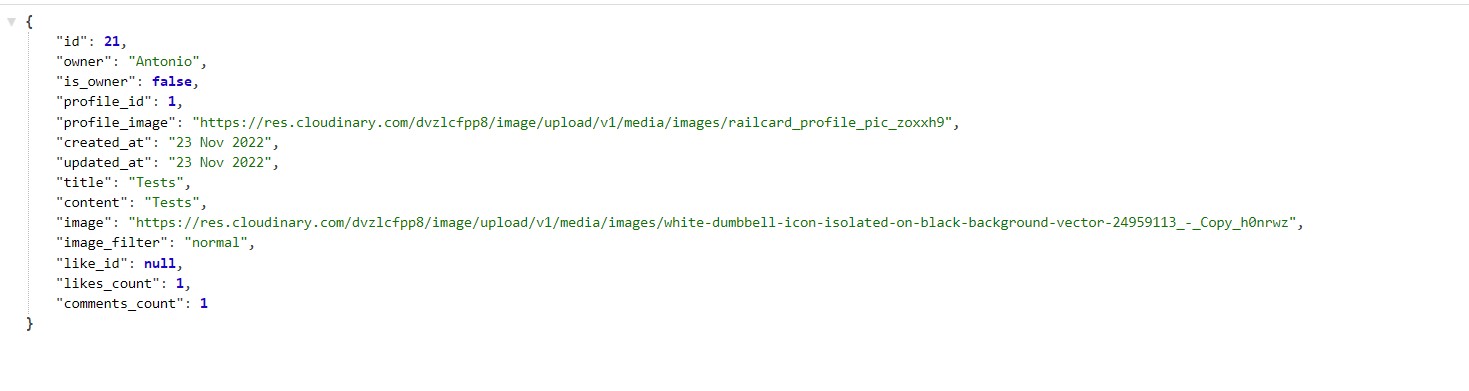 {
"id": 21,
"owner": "Antonio",
"is_owner": false,
"profile_id": 1,
"profile_image": "https://res.cloudinary.com/dvzlcfpp8/image/upload/v1/media/images/railcard_profile_pic_zoxxh9",
"created_at": "23 Nov 2022",
"updated_at": "23 Nov 2022",
"title": "Tests",
"content": "Tests",
"image": "https://res.cloudinary.com/dvzlcfpp8/image/upload/v1/media/images/white-dumbbell-icon-isolated-on-black-background-vector-24959113_-_Copy_h0nrwz",
"image_filter": "normal",
"like_id": null,
"likes_count": 1,
"comments_count": 1
}